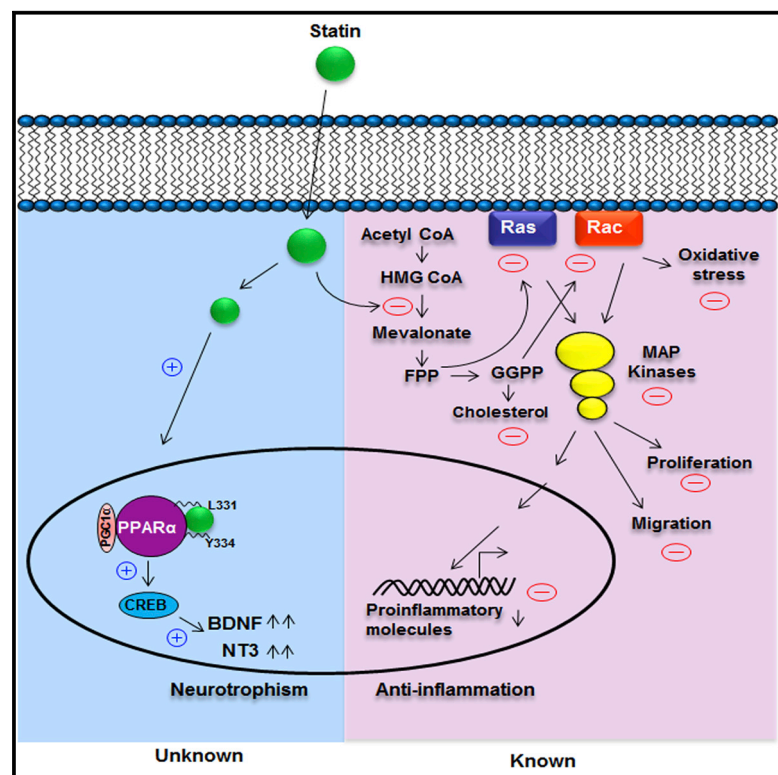 Statin
Acetyl CoA
HMG CoA
Mevalonate
FPP
GGPP
Cholesterol
Ras
Rac
Oxidative
stress
MAP
Kinases
Proliferation
Migration
PGC1α
PPARα
L331
Y334
CREB
BDNF
NT3
Proinflammatory
molecules
Neurotrophism
Anti-inflammation
Unknown
Known